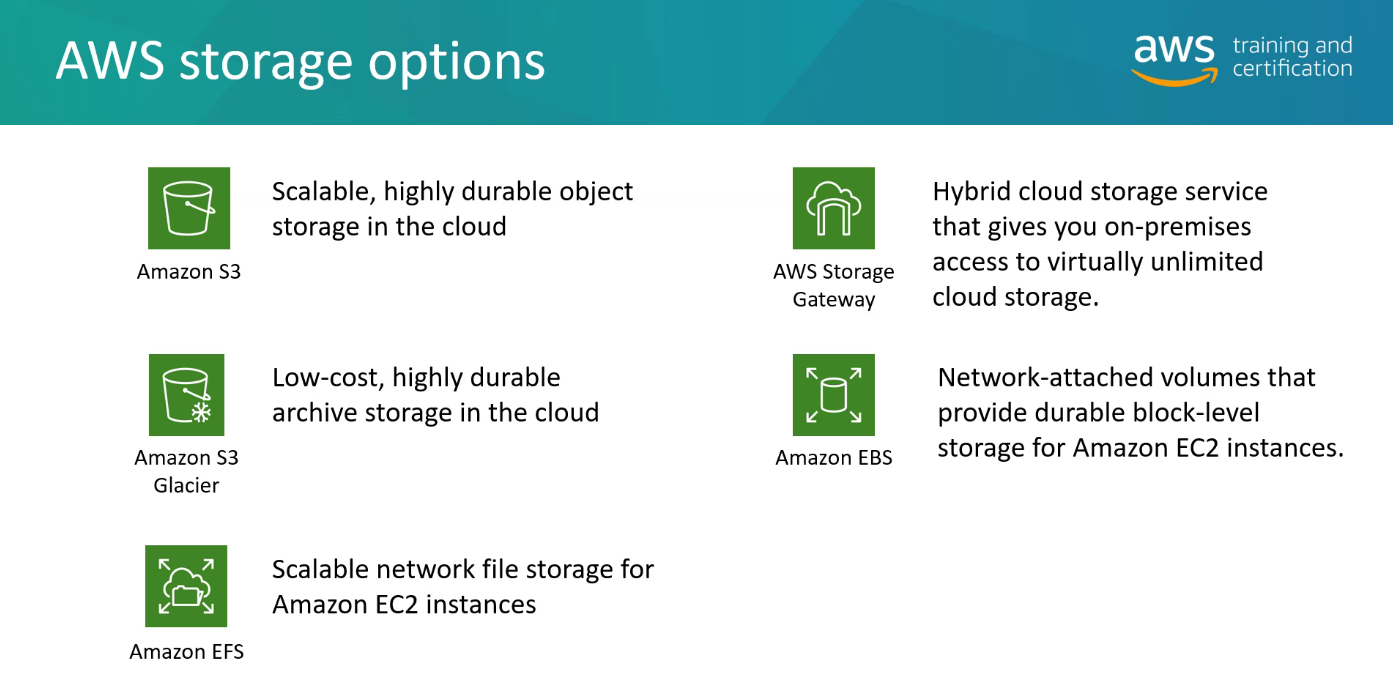 AWS storage options
aws training and
certification
Amazon S3
Scalable, highly durable object
storage in the cloud
Amazon S3
Glacier
Low-cost, highly durable
archive storage in the cloud
Amazon EFS
Scalable network file storage for
Amazon EC2 instances
AWS Storage
Gateway
Hybrid cloud storage service
that gives you on-premises
access to virtually unlimited
cloud storage.
Amazon EBS
Network-attached volumes that
provide durable block-level
storage for Amazon EC2 instances.